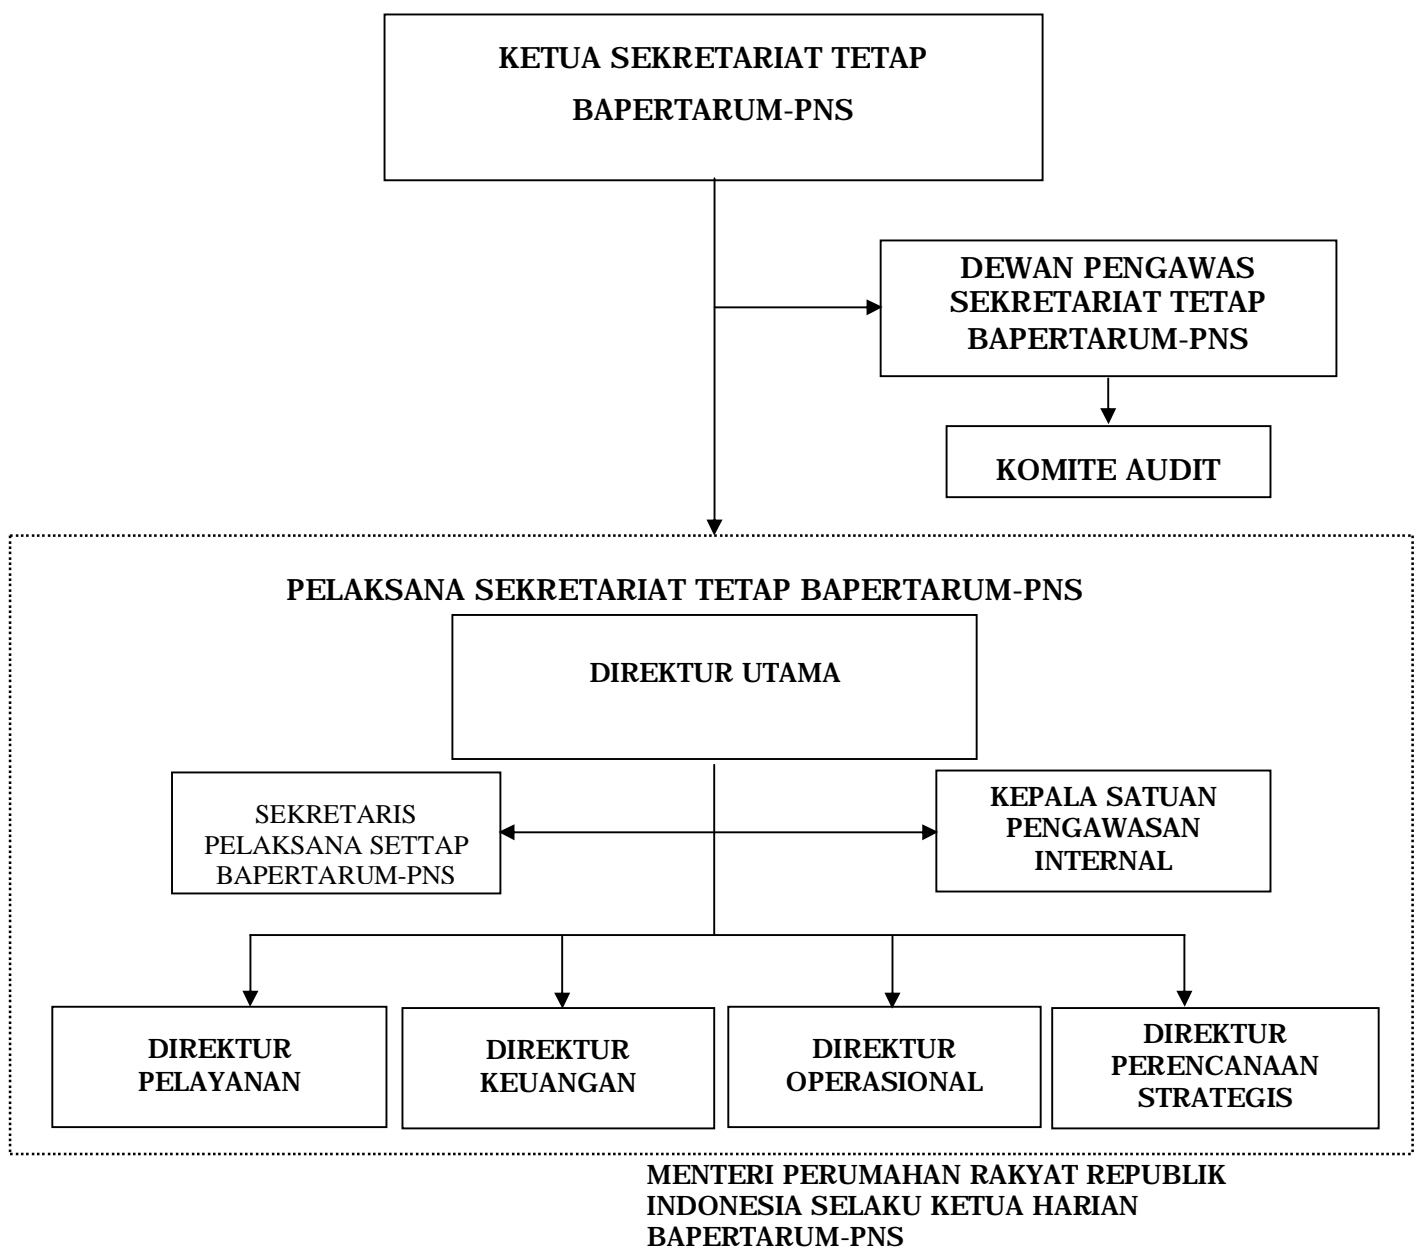 KETUA SEKRETARIAT TETAP
BAPERTARUM-PNS
DEWAN PENGAWAS
SEKRETARIAT TETAP
BAPERTARUM-PNS
KOMITE AUDIT
PELAKSANA SEKRETARIAT TETAP BAPERTARUM-PNS
DIREKTUR UTAMA
SEKRETARIS
PELAKSANA SETTAP
BAPERTARUM-PNS
KEPALA SATUAN
PENGAWASAN
INTERNAL
DIREKTUR
PELAYANAN
DIREKTUR
KEUANGAN
DIREKTUR
OPERASIONAL
DIREKTUR
PERENCANAAN
STRATEGIS
MENTERI PERUMAHAN RAKYAT REPUBLIK
INDONESIA SELAKU KETUA HARIAN
BAPERTARUM-PNS